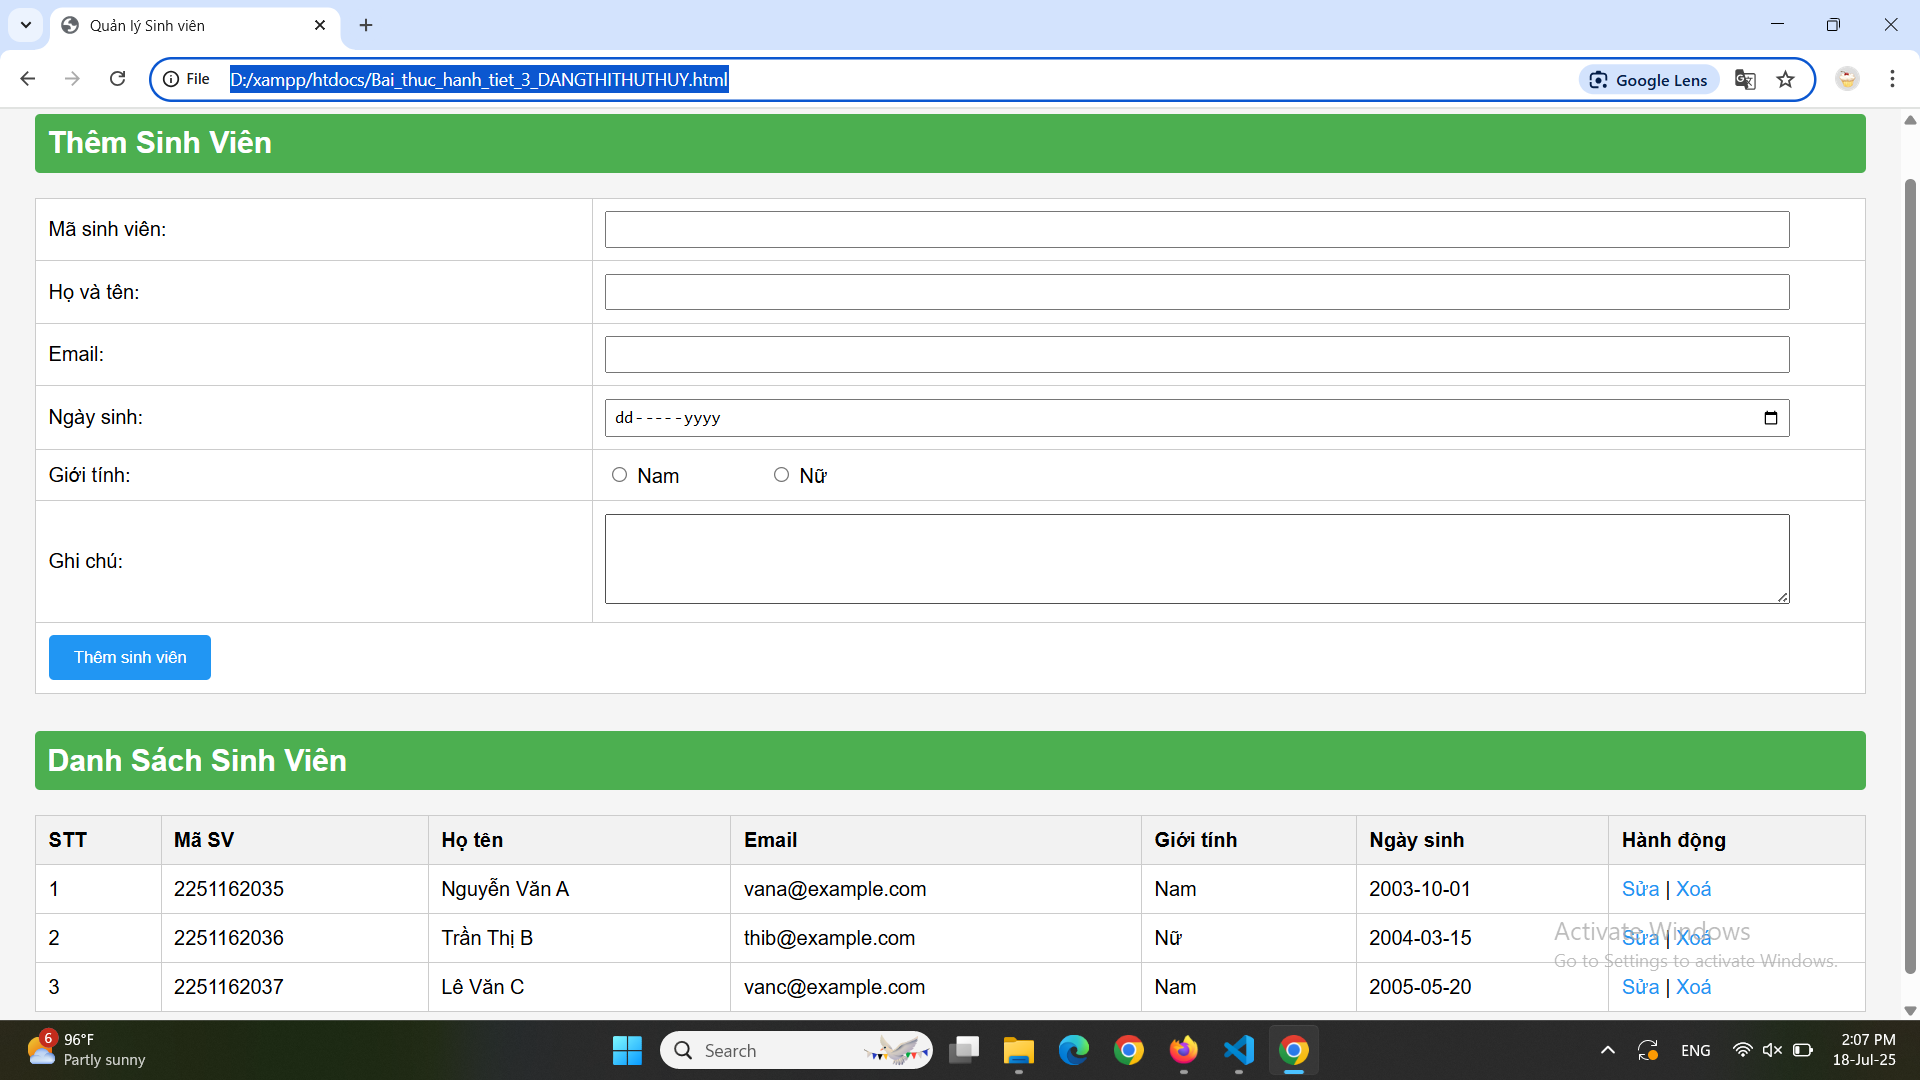 Quản lý Sinh viên
File D:/xampp/htdocs/Bai_thuc_hanh_tiet_3_DANGTHITHUTHUY.html Google Lens
Thêm Sinh Viên
Mã sinh viên:
Họ và tên:
Email:
Ngày sinh: dd-----yyyy
Giới tính: Nam Nữ
Ghi chú:
Thêm sinh viên
Danh Sách Sinh Viên
STT Mã SV Họ tên Email Giới tính Ngày sinh Hành động
1 2251162035 Nguyễn Văn A vana@example.com Nam 2003-10-01 Sửa | Xoá
2 2251162036 Trần Thị B thib@example.com Nữ 2004-03-15 Sửa | Xoá
3 2251162037 Lê Văn C vanc@example.com Nam 2005-05-20 Sửa | Xoá
Activate Windows
Go to Settings to activate Windows.
6 96°F
Partly sunny
Search
ENG
2:07 PM
18-Jul-25